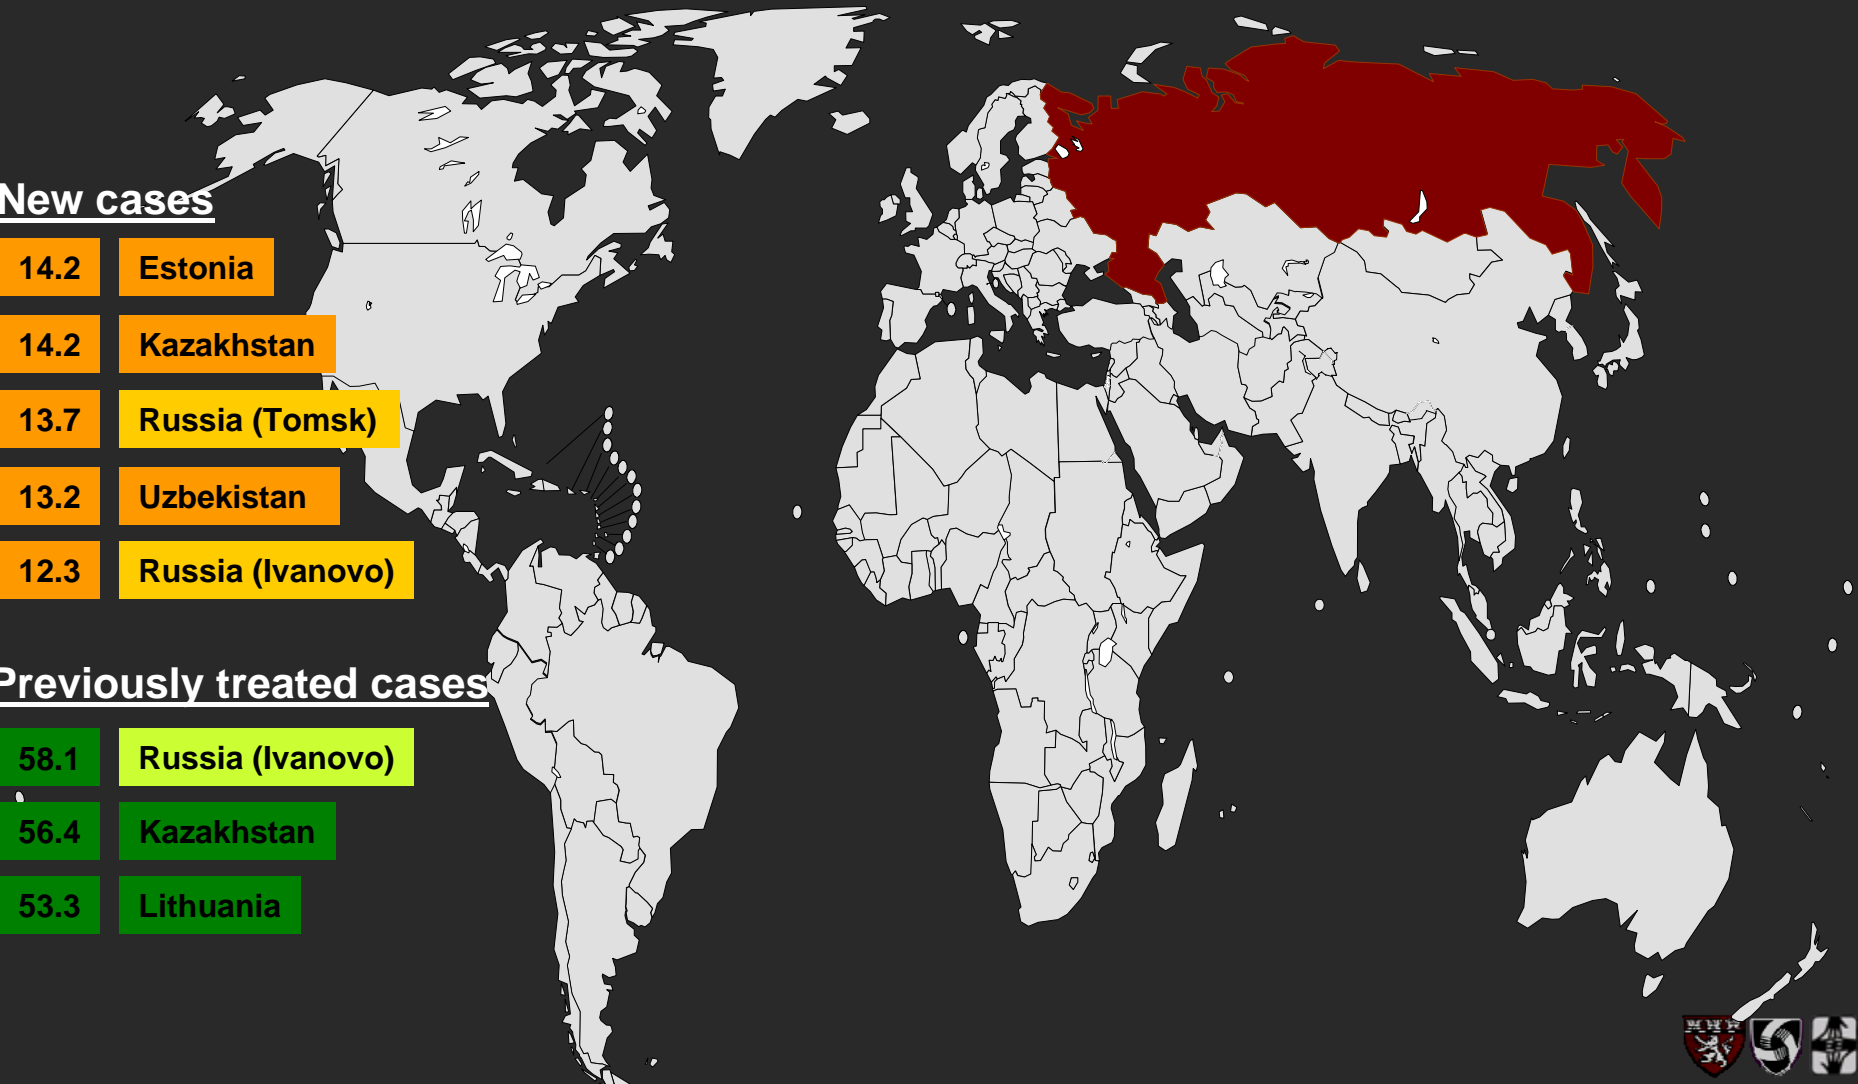 New cases
14.2 Estonia
14.2 Kazakhstan
13.7 Russia (Tomsk)
13.2 Uzbekistan
12.3 Russia (Ivanovo)
Previously treated cases
58.1 Russia (Ivanovo)
56.4 Kazakhstan
53.3 Lithuania